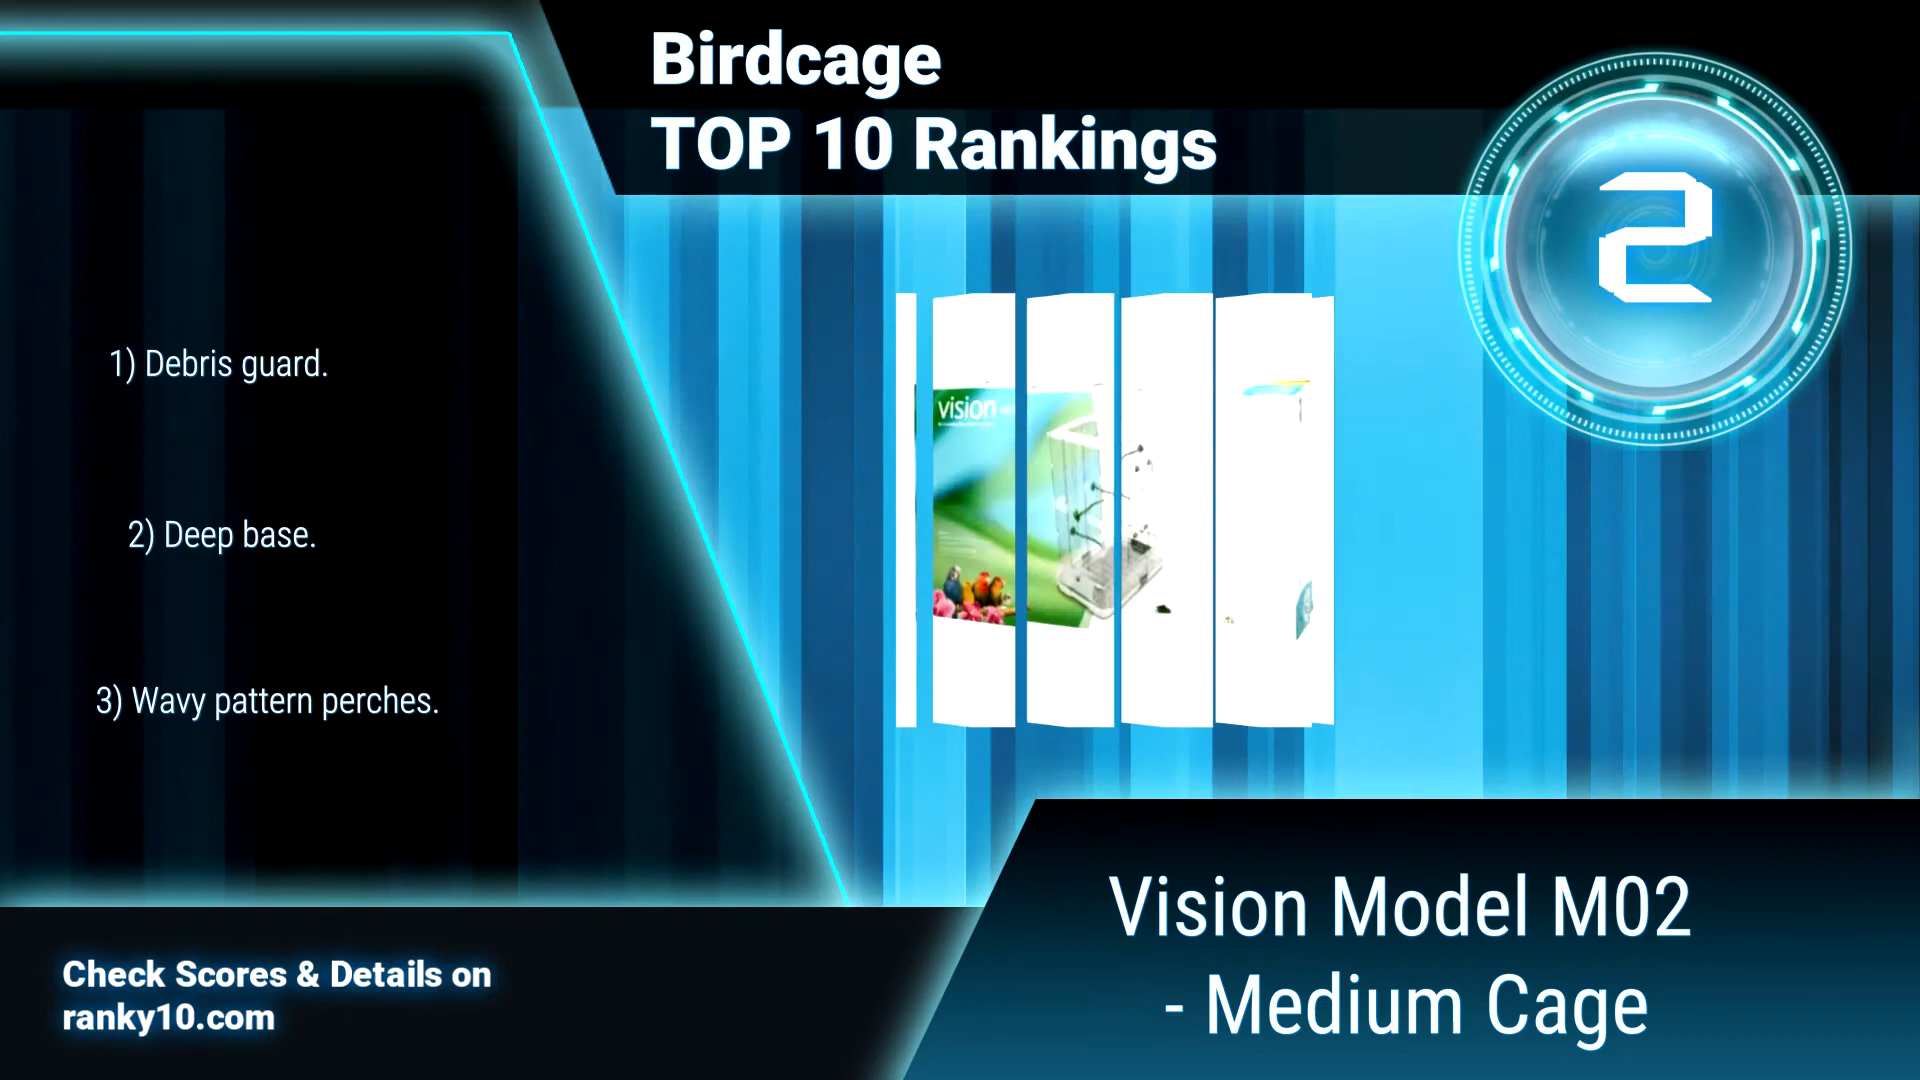 Birdcage
TOP 10 Rankings
2
1) Debris guard.
2) Deep base.
3) Wavy pattern perches.
vision
Vision Model M02
- Medium Cage
Check Scores & Details on
ranky10.com